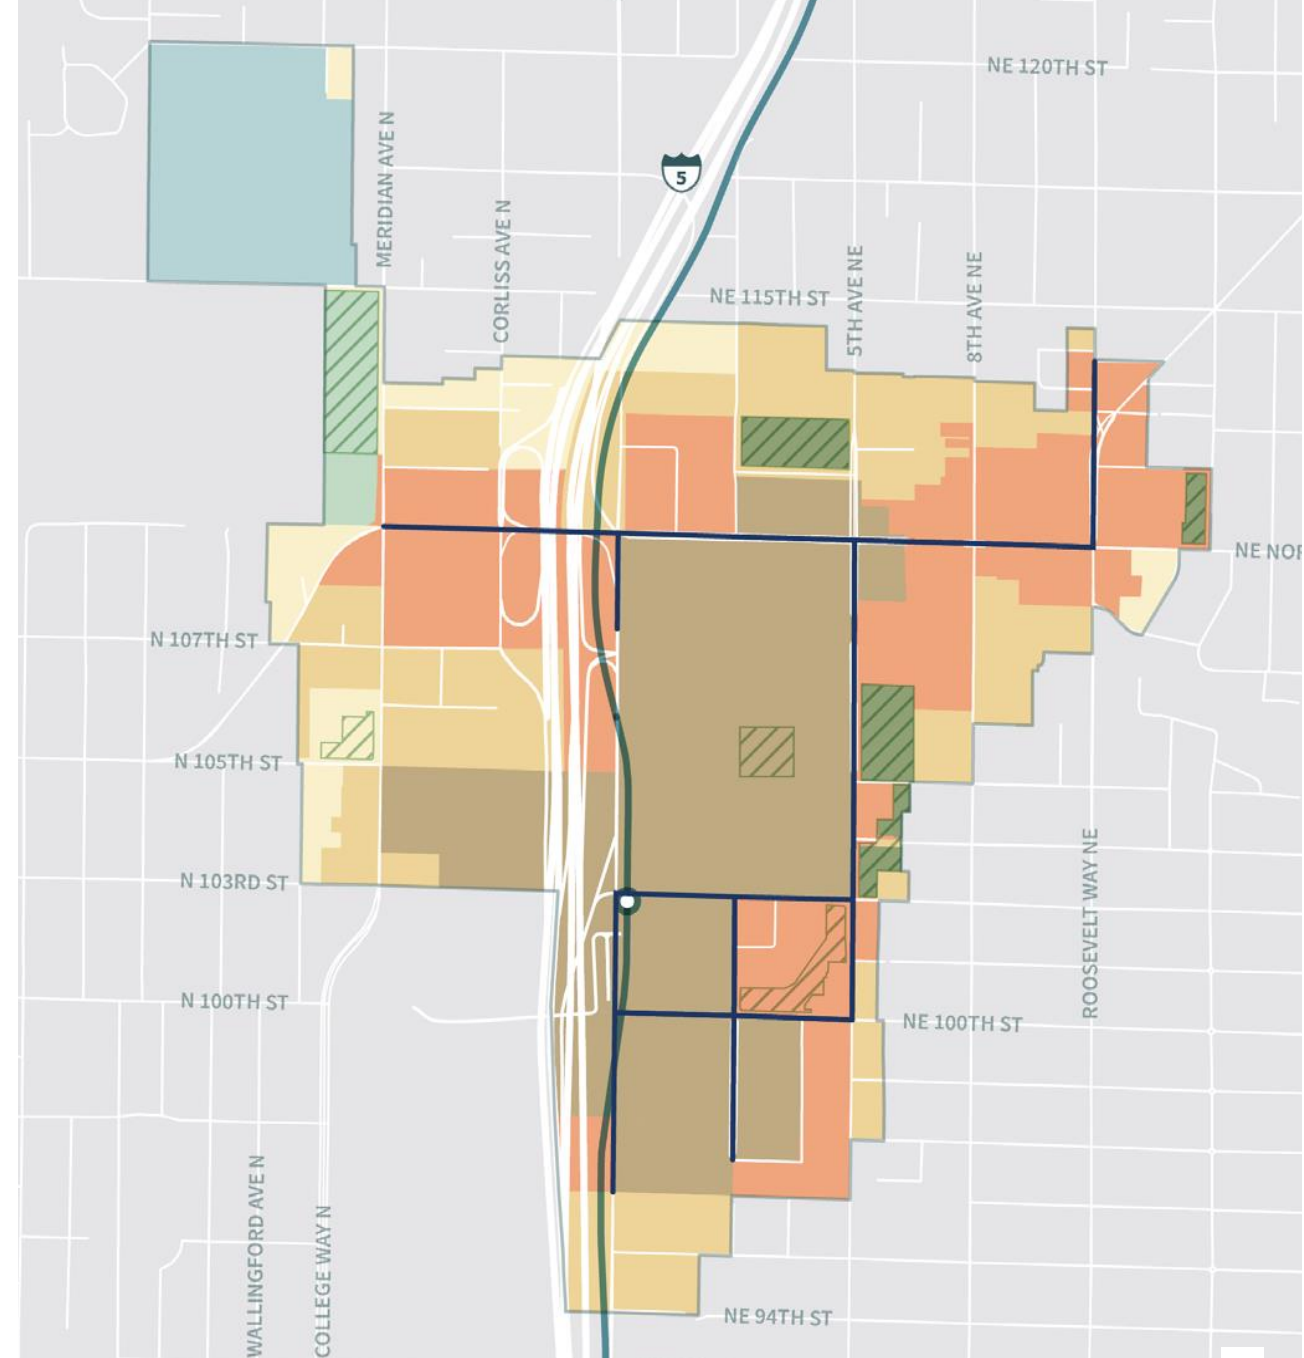 NE 120TH ST
MERIDIAN AVE N
5
CORLISS AVE N
NE 115TH ST
5TH AVE NE
8TH AVE NE
NE NOR
N 107TH ST
N 105TH ST
N 103RD ST
ROOSEVELT WAY NE
N 100TH ST
NE 100TH ST
WALLINGFORD AVE N
COLLEGE WAY N
NE 94TH ST